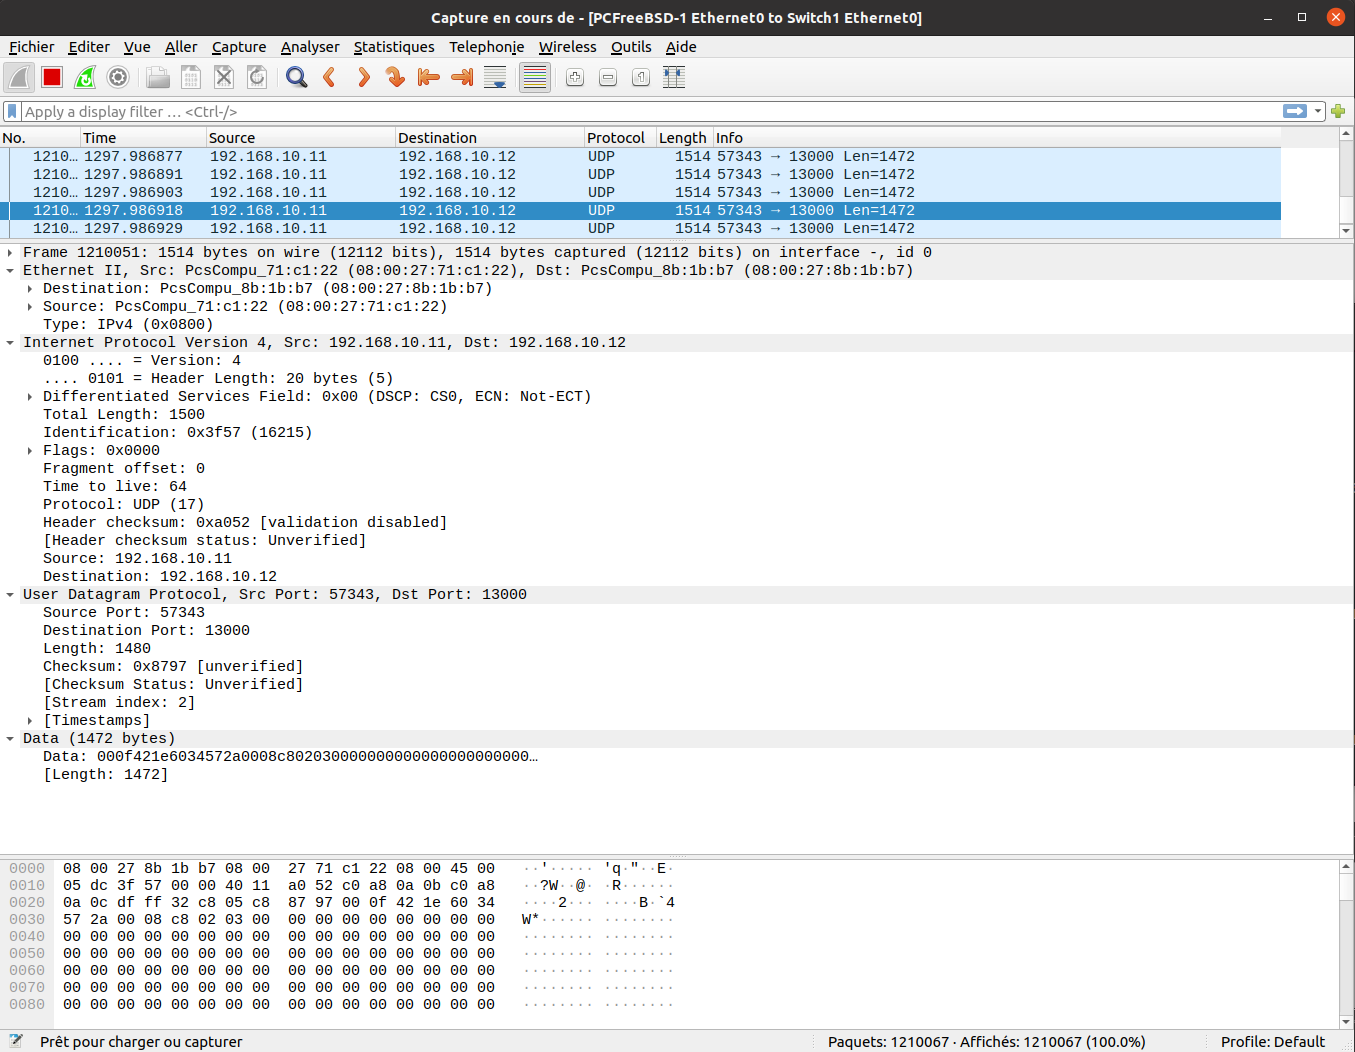 Capture en cours de - [PCFreeBSD-1 Ethernet0 to Switch1 Ethernet0]
Fichier Editer Vue Aller Capture Analyser Statistiques Telephonie Wireless Outils Aide
Apply a display filter … <Ctrl-/>
No. Time Source Destination Protocol Length Info
1210… 1297.986877 192.168.10.11 192.168.10.12 UDP 1514 57343 → 13000 Len=1472
1210… 1297.986891 192.168.10.11 192.168.10.12 UDP 1514 57343 → 13000 Len=1472
1210… 1297.986903 192.168.10.11 192.168.10.12 UDP 1514 57343 → 13000 Len=1472
1210… 1297.986918 192.168.10.11 192.168.10.12 UDP 1514 57343 → 13000 Len=1472
1210… 1297.986929 192.168.10.11 192.168.10.12 UDP 1514 57343 → 13000 Len=1472
Frame 1210051: 1514 bytes on wire (12112 bits), 1514 bytes captured (12112 bits) on interface -, id 0
Ethernet II, Src: PcsCompu_71:c1:22 (08:00:27:71:c1:22), Dst: PcsCompu_8b:1b:b7 (08:00:27:8b:1b:b7)
Destination: PcsCompu_8b:1b:b7 (08:00:27:8b:1b:b7)
Source: PcsCompu_71:c1:22 (08:00:27:71:c1:22)
Type: IPv4 (0x0800)
Internet Protocol Version 4, Src: 192.168.10.11, Dst: 192.168.10.12
0100 .... = Version: 4
.... 0101 = Header Length: 20 bytes (5)
Differentiated Services Field: 0x00 (DSCP: CS0, ECN: Not-ECT)
Total Length: 1500
Identification: 0x3f57 (16215)
Flags: 0x0000
Fragment offset: 0
Time to live: 64
Protocol: UDP (17)
Header checksum: 0xa052 [validation disabled]
[Header checksum status: Unverified]
Source: 192.168.10.11
Destination: 192.168.10.12
User Datagram Protocol, Src Port: 57343, Dst Port: 13000
Source Port: 57343
Destination Port: 13000
Length: 1480
Checksum: 0x8797 [unverified]
[Checksum Status: Unverified]
[Stream index: 2]
[Timestamps]
Data (1472 bytes)
Data: 000f421e6034572a0008c802030000000000000000000000…
[Length: 1472]
0000 08 00 27 8b 1b b7 08 00 27 71 c1 22 08 00 45 00 ··'····· 'q·"··E·
0010 05 dc 3f 57 00 00 40 11 a0 52 c0 a8 0a 0b c0 a8 ··?W··@· ·R······
0020 0a 0c df ff 32 c8 05 c8 87 97 00 0f 42 1e 60 34 ····2··· ····B·`4
0030 57 2a 00 08 c8 02 03 00 00 00 00 00 00 00 00 00 W*······ ········
0040 00 00 00 00 00 00 00 00 00 00 00 00 00 00 00 00 ········ ········
0050 00 00 00 00 00 00 00 00 00 00 00 00 00 00 00 00 ········ ········
0060 00 00 00 00 00 00 00 00 00 00 00 00 00 00 00 00 ········ ········
0070 00 00 00 00 00 00 00 00 00 00 00 00 00 00 00 00 ········ ········
0080 00 00 00 00 00 00 00 00 00 00 00 00 00 00 00 00 ········ ········
Prêt pour charger ou capturer Paquets: 1210067 · Affichés: 1210067 (100.0%) Profile: Default